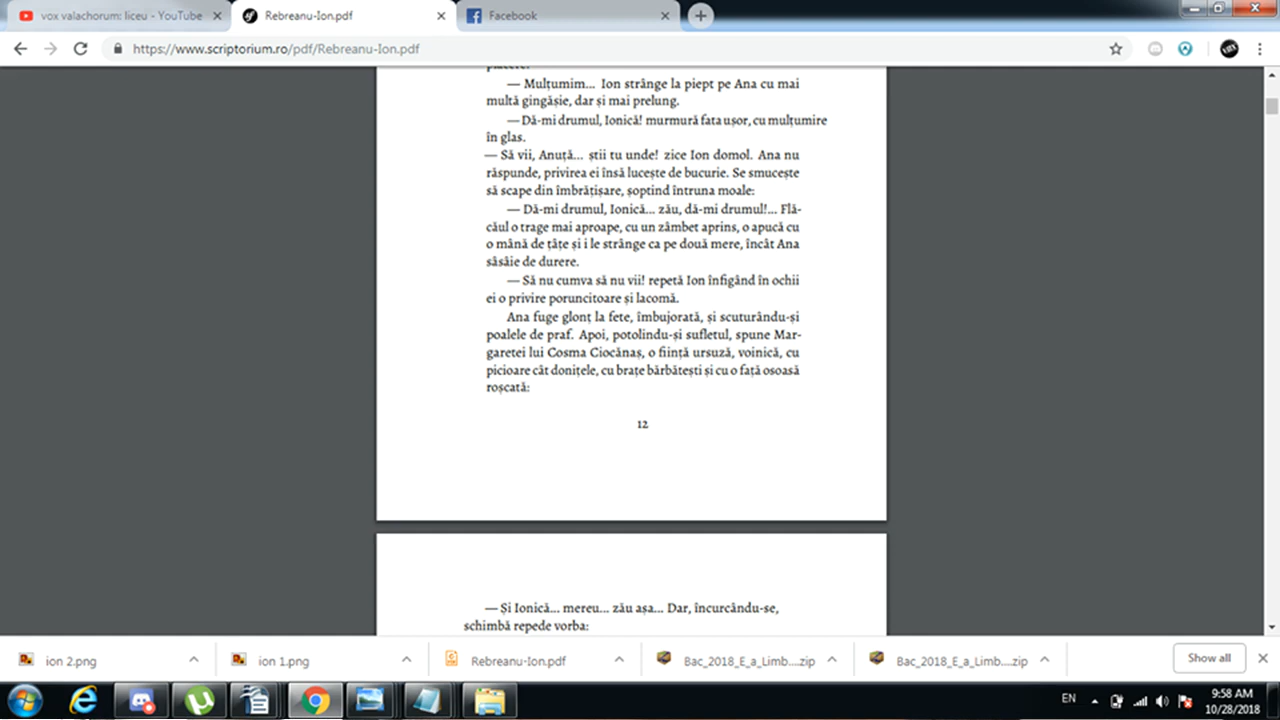 vox valachorum: liceu - YouTube
Rebreanu-Ion.pdf
Facebook
https://www.scriptorium.ro/pdf/Rebreanu-Ion.pdf
plăcere.
— Mulțumim... Ion strânge la piept pe Ana cu mai
multă gingășie, dar și mai prelung.
— Dă-mi drumul, Ionică! murmură fata ușor, cu mulțumire
în glas.
— Să vii, Anuță... știi tu unde! zice Ion domol. Ana nu
răspunde, privirea ei însă lucește de bucurie. Se smucește
să scape din îmbrățișare, șoptind întruna moale:
— Dă-mi drumul, Ionică... zău, dă-mi drumul!... Flă-
căul o trage mai aproape, cu un zâmbet aprins, o apucă cu
o mână de țâțe și i le strânge ca pe două mere, încât Ana
sâsâie de durere.
— Să nu cumva să nu vii! repetă Ion înfigând în ochii
ei o privire poruncitoare și lacomă.
Ana fuge glonț la fete, îmbujorată, și scuturându-și
poalele de praf. Apoi, potolindu-și sufletul, spune Mar-
garetei lui Cosma Ciocănaș, o ființă ursuză, voinică, cu
picioare cât donițele, cu brațe bărbătești și cu o față osoasă
roșcată:
12
— Și Ionică... mereu... zău așa... Dar, încurcându-se,
schimbă repede vorba:
ion 2.png
ion 1.png
Rebreanu-Ion.pdf
Bac_2018_E_a_Limb....zip
Bac_2018_E_a_Limb....zip
Show all
EN
9:58 AM
10/28/2018